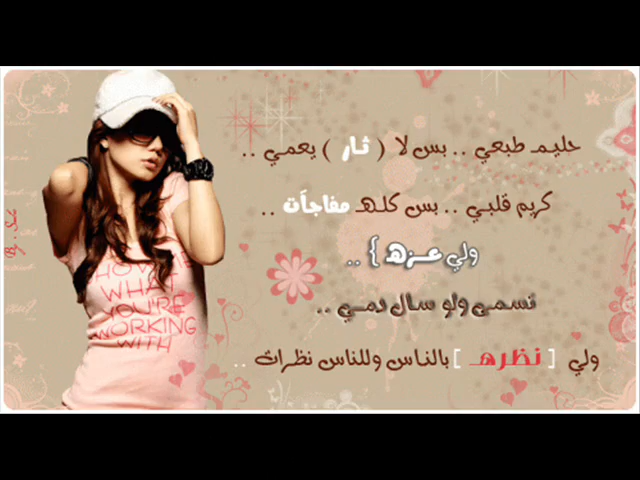 حليم طبعي .. بس لا ( ثار ) يعمي ..
كريم قلبي .. بس كله مفاجآت ..
ولي عزه } ..
نسمي ولو سال دمي ..
ولي [ نظره ] بالناس وللناس نظرات ..
WHAT
YOU'RE
WORKING
WITH